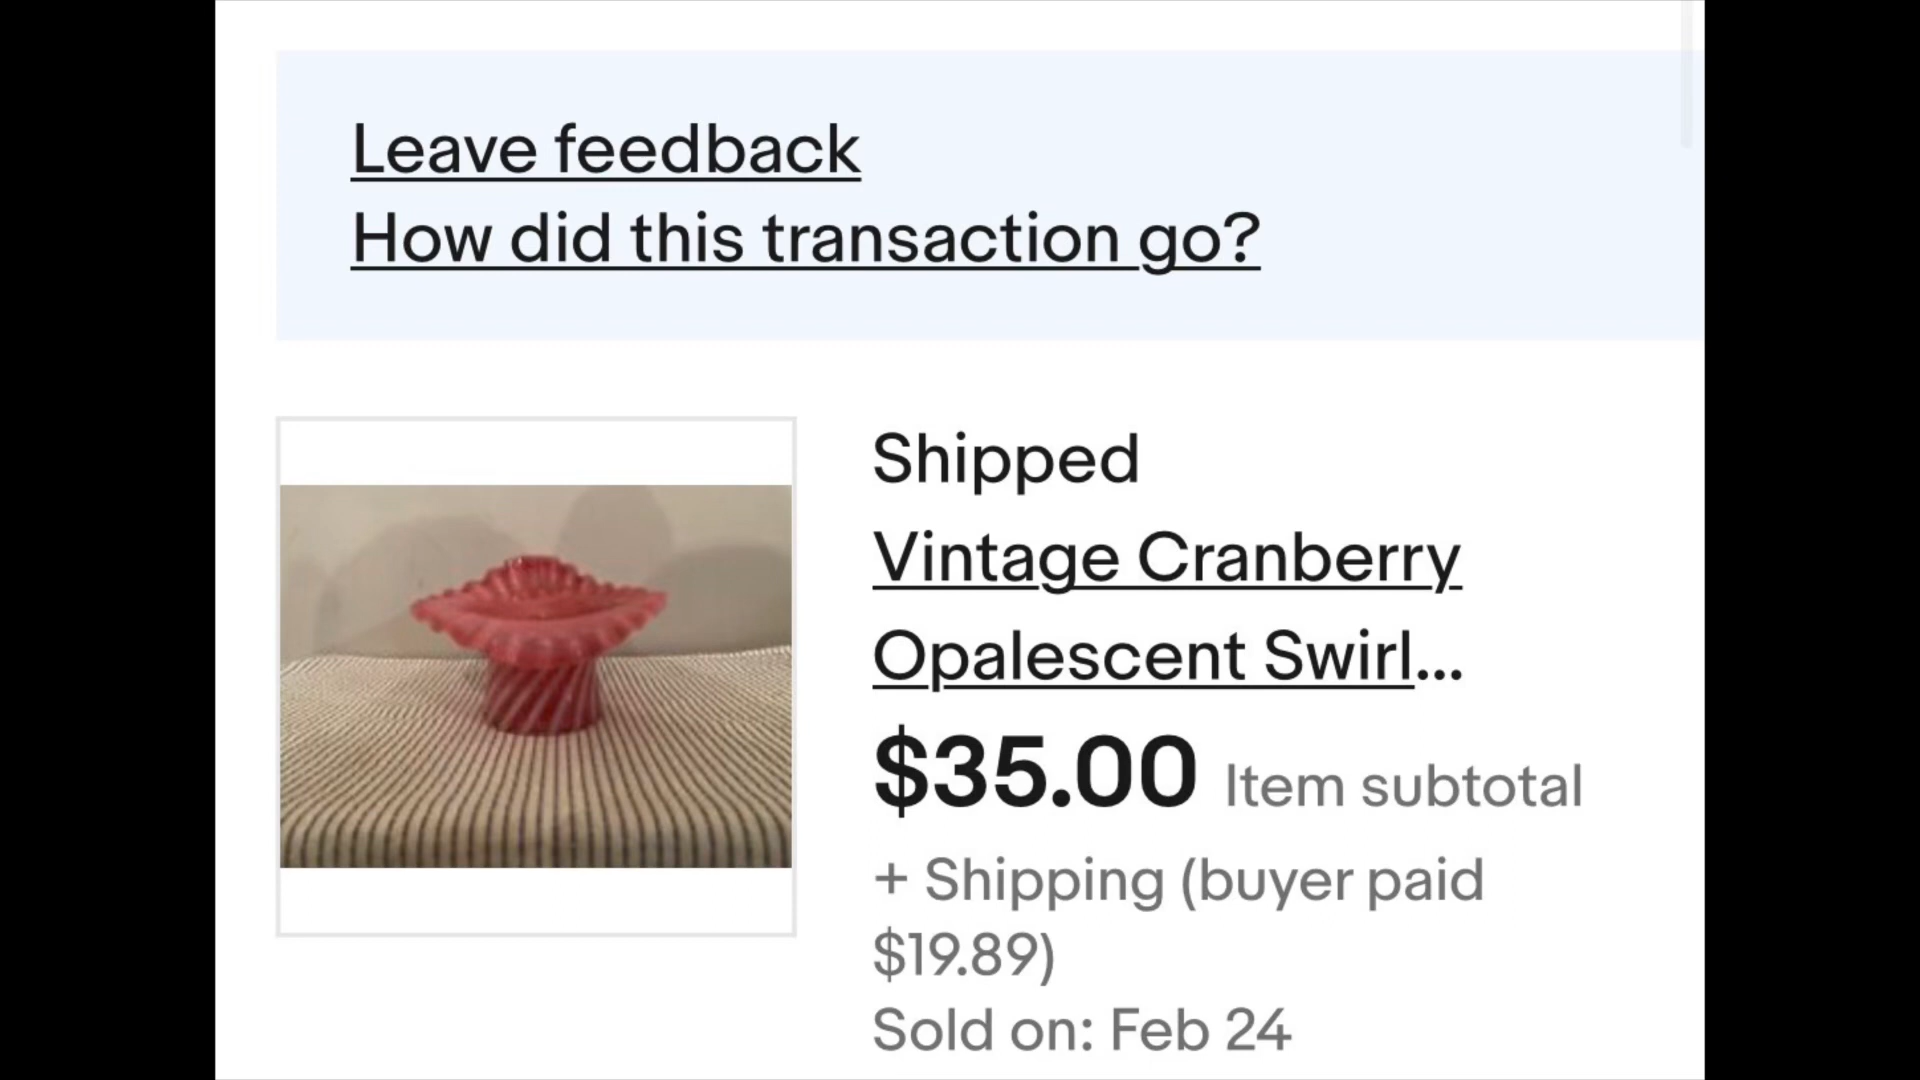 Leave feedback
How did this transaction go?
Shipped
Vintage Cranberry
Opalescent Swirl...
$35.00 Item subtotal
+ Shipping (buyer paid
$19.89)
Sold on: Feb 24